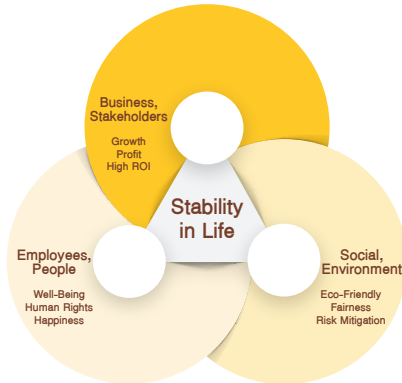 Business,
Stakeholders
Growth
Profit
High ROI
Stability
in Life
Employees,
People
Well-Being
Human Rights
Happiness
Social,
Environment
Eco-Friendly
Fairness
Risk Mitigation